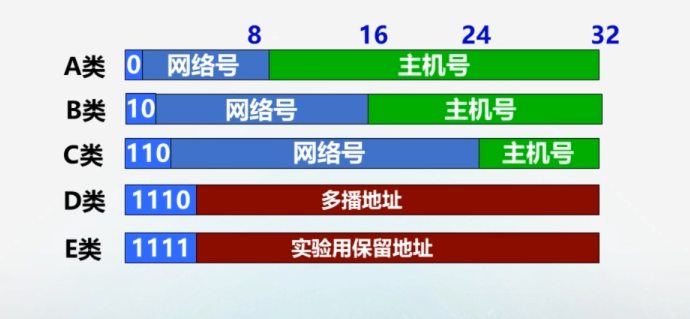 8 16 24 32
A类 0 网络号 主机号
B类 10 网络号 主机号
C类 110 网络号 主机号
D类 1110 多播地址
E类 1111 实验用保留地址